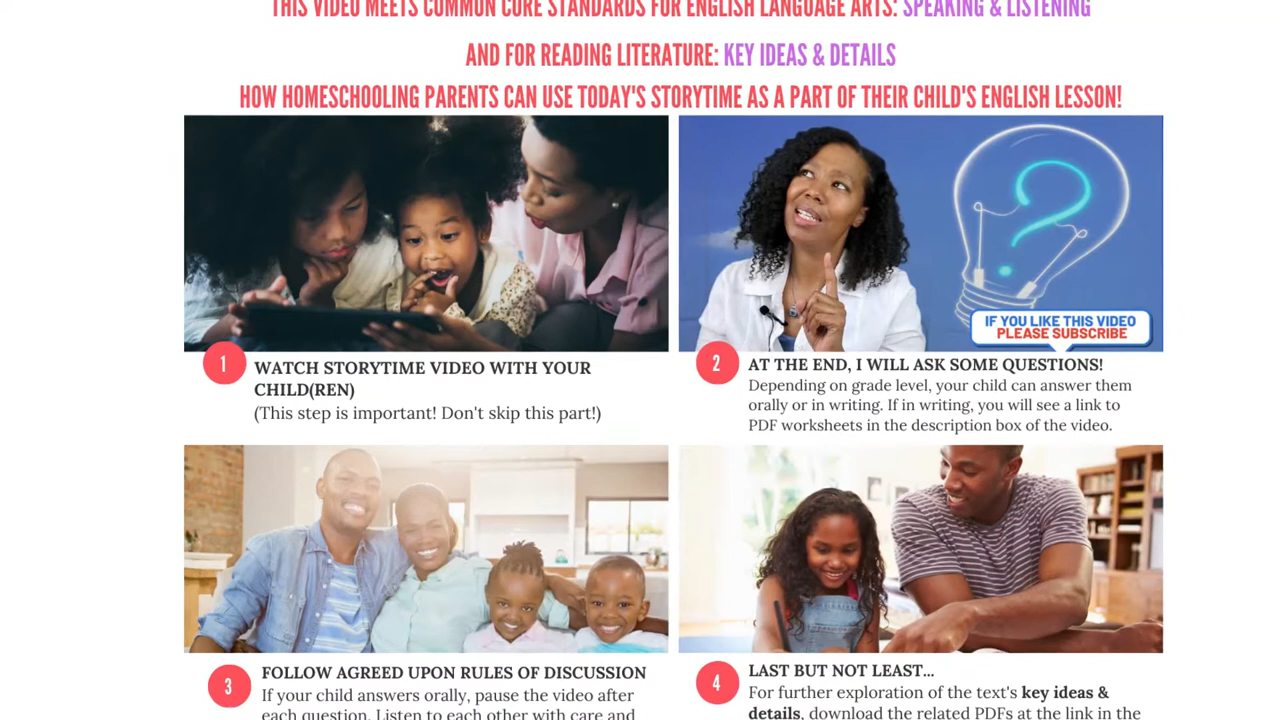 THIS VIDEO MEETS COMMON CORE STANDARDS FOR ENGLISH LANGUAGE ARTS: SPEAKING & LISTENING
AND FOR READING LITERATURE: KEY IDEAS & DETAILS
HOW HOMESCHOOLING PARENTS CAN USE TODAY'S STORYTIME AS A PART OF THEIR CHILD'S ENGLISH LESSON!
IF YOU LIKE THIS VIDEO
PLEASE SUBSCRIBE
1
WATCH STORYTIME VIDEO WITH YOUR
CHILD(REN)
(This step is important! Don't skip this part!)
2
AT THE END, I WILL ASK SOME QUESTIONS!
Depending on grade level, your child can answer them
orally or in writing. If in writing, you will see a link to
PDF worksheets in the description box of the video.
3
FOLLOW AGREED UPON RULES OF DISCUSSION
If your child answers orally, pause the video after
each question. Listen to each other with care and
4
LAST BUT NOT LEAST...
For further exploration of the text's key ideas &
details, download the related PDFs at the link in the